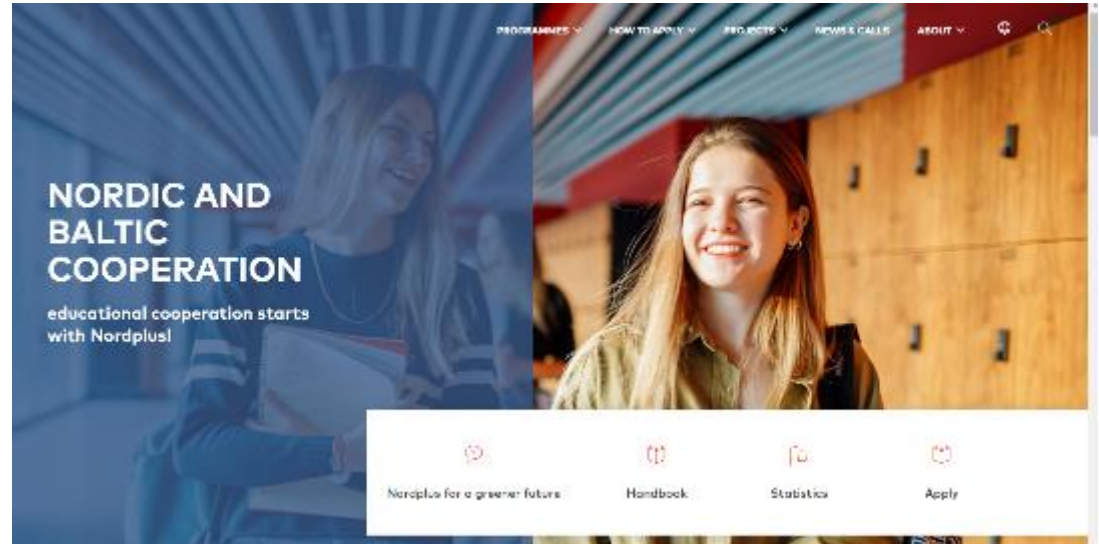 PROGRAMMES HOW TO APPLY PROJECTS NEWS & CALLS ABOUT
NORDIC AND
BALTIC
COOPERATION
educational cooperation starts
with Nordplus!
Nordplus for a greener future Handbook Statistics Apply